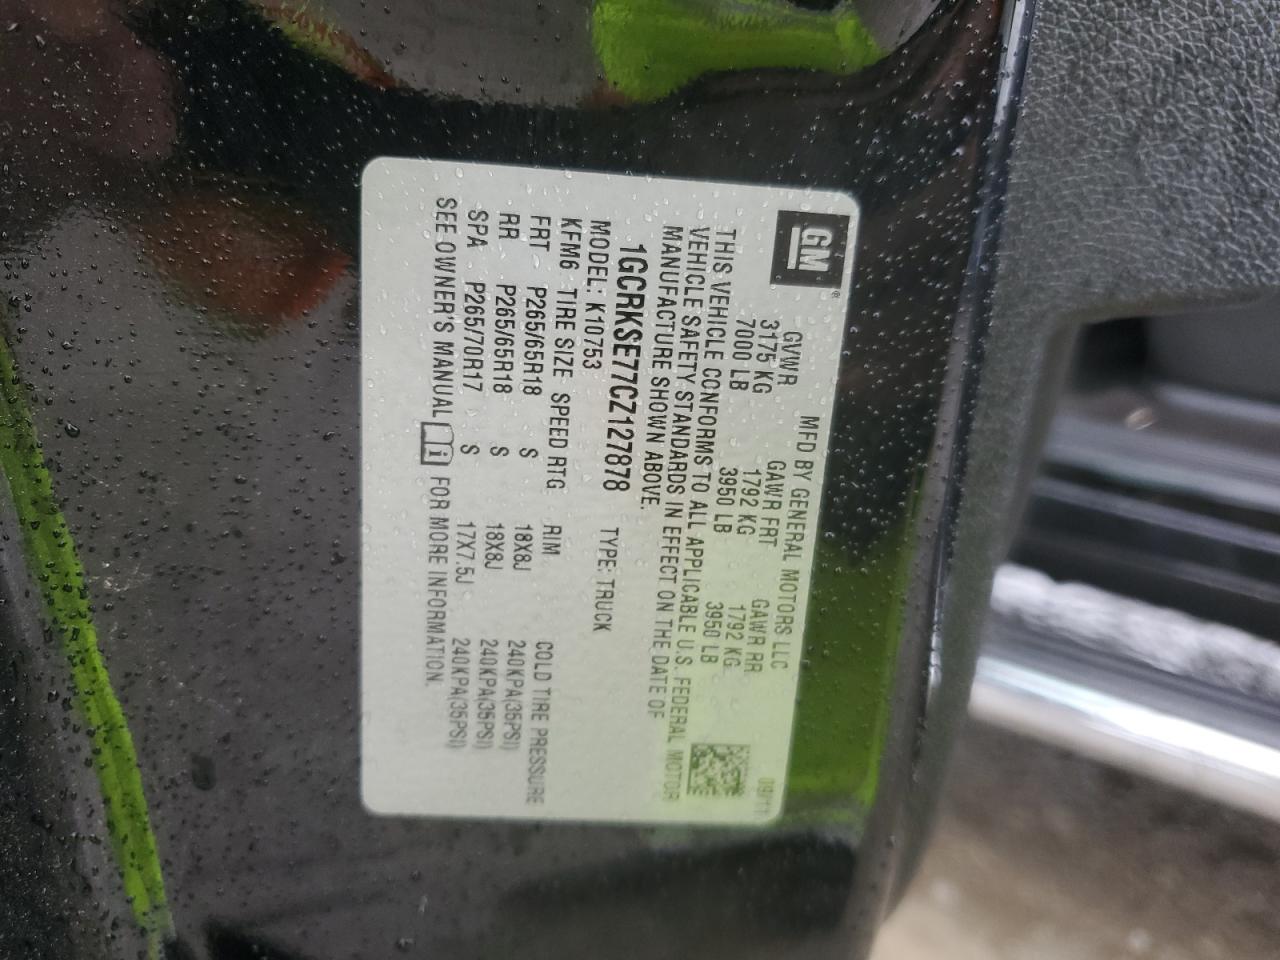 GM
MFD BY GENERAL MOTORS LLC 09/11
GVWR GAWR FRT GAWR RR
3175 KG 1792 KG 1792 KG
7000 LB 3950 LB 3950 LB
THIS VEHICLE CONFORMS TO ALL APPLICABLE U.S. FEDERAL MOTOR
VEHICLE SAFETY STANDARDS IN EFFECT ON THE DATE OF
MANUFACTURE SHOWN ABOVE.
1GCRKSE77CZ127878 TYPE: TRUCK
MODEL: K10753
KFM6 TIRE SIZE SPEED RTG RIM COLD TIRE PRESSURE
FRT P265/65R18 S 18X8J 240KPA(35PSI)
RR P265/65R18 S 18X8J 240KPA(35PSI)
SPA P265/70R17 S 17X7.5J 240KPA(35PSI)
SEE OWNER'S MANUAL i FOR MORE INFORMATION.